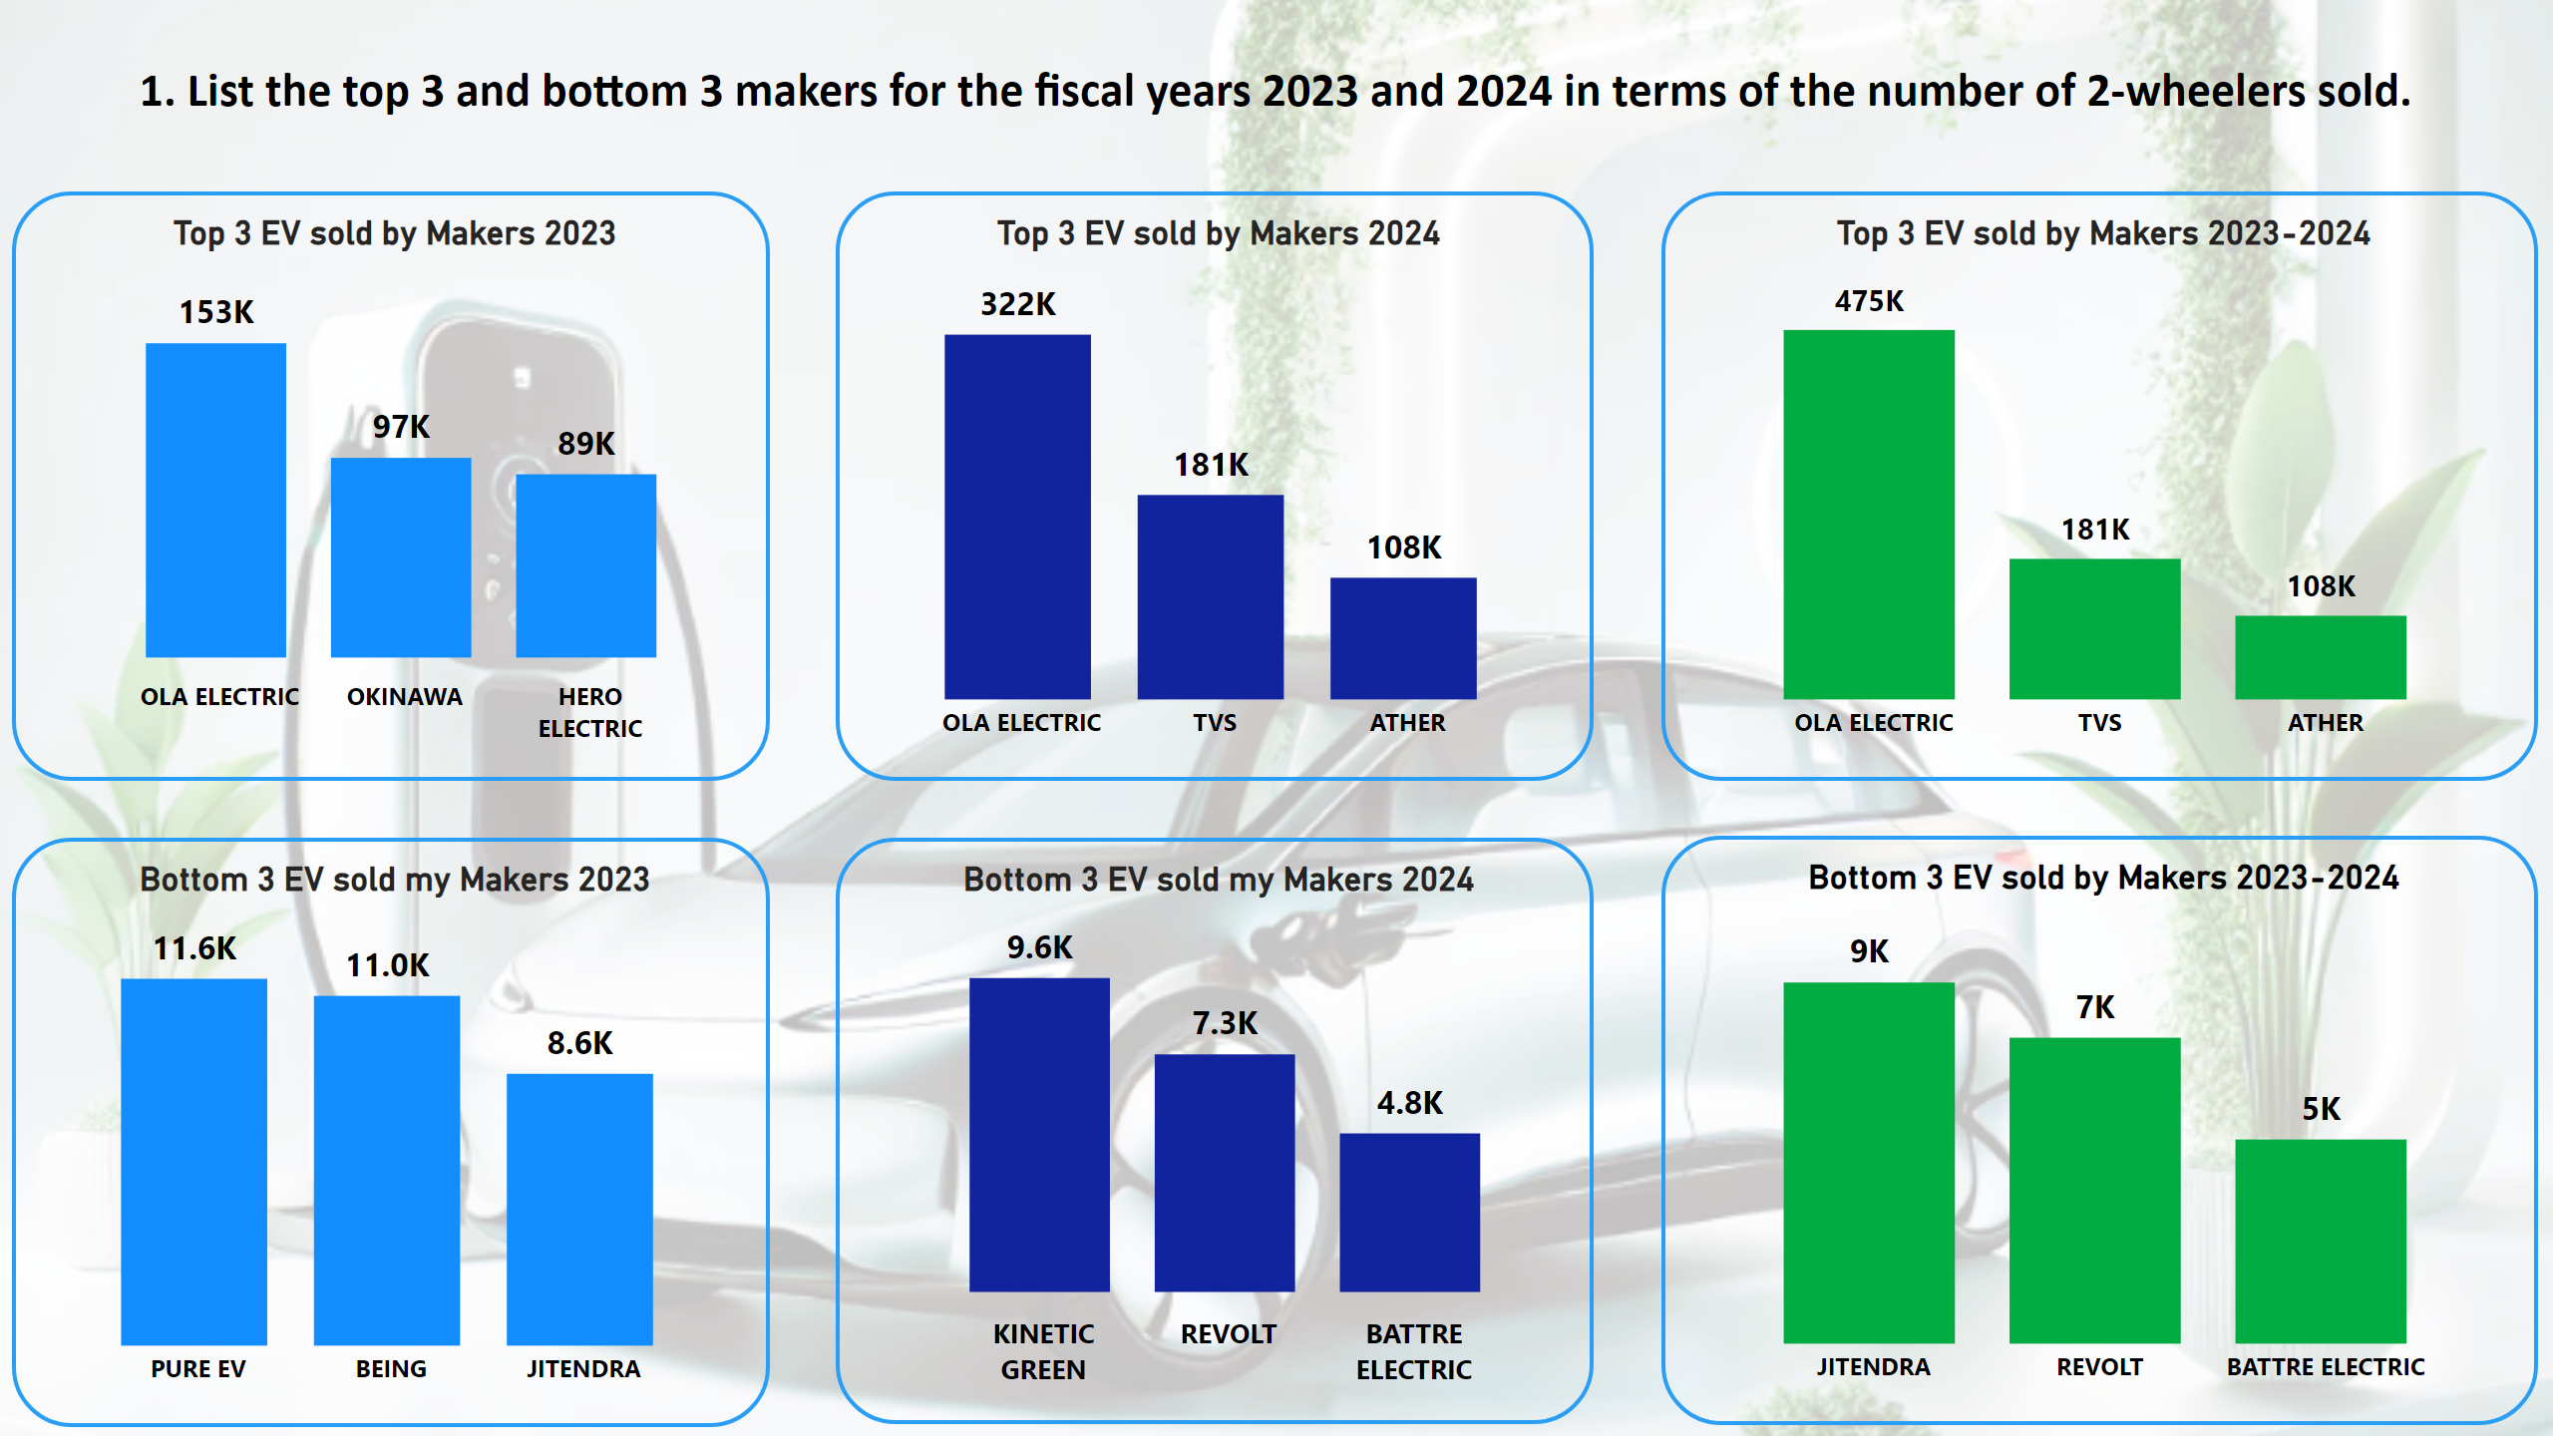 1. List the top 3 and bottom 3 makers for the fiscal years 2023 and 2024 in terms of the number of 2-wheelers sold.
Top 3 EV sold by Makers 2023
153K
97K
89K
OLA ELECTRIC
OKINAWA
HERO
ELECTRIC
Top 3 EV sold by Makers 2024
322K
181K
108K
OLA ELECTRIC
TVS
ATHER
Top 3 EV sold by Makers 2023-2024
475K
181K
108K
OLA ELECTRIC
TVS
ATHER
Bottom 3 EV sold my Makers 2023
11.6K
11.0K
8.6K
PURE EV
BEING
JITENDRA
Bottom 3 EV sold my Makers 2024
9.6K
7.3K
4.8K
KINETIC
GREEN
REVOLT
BATTRE
ELECTRIC
Bottom 3 EV sold by Makers 2023-2024
9K
7K
5K
JITENDRA
REVOLT
BATTRE ELECTRIC